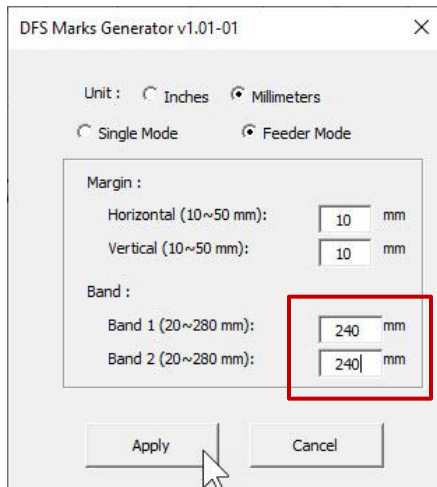 DFS Marks Generator v1.01-01
Unit : Inches Millimeters
Single Mode Feeder Mode
Margin :
Horizontal (10~50 mm): 10 mm
Vertical (10~50 mm): 10 mm
Band :
Band 1 (20~280 mm): 240 mm
Band 2 (20~280 mm): 240 mm
Apply Cancel